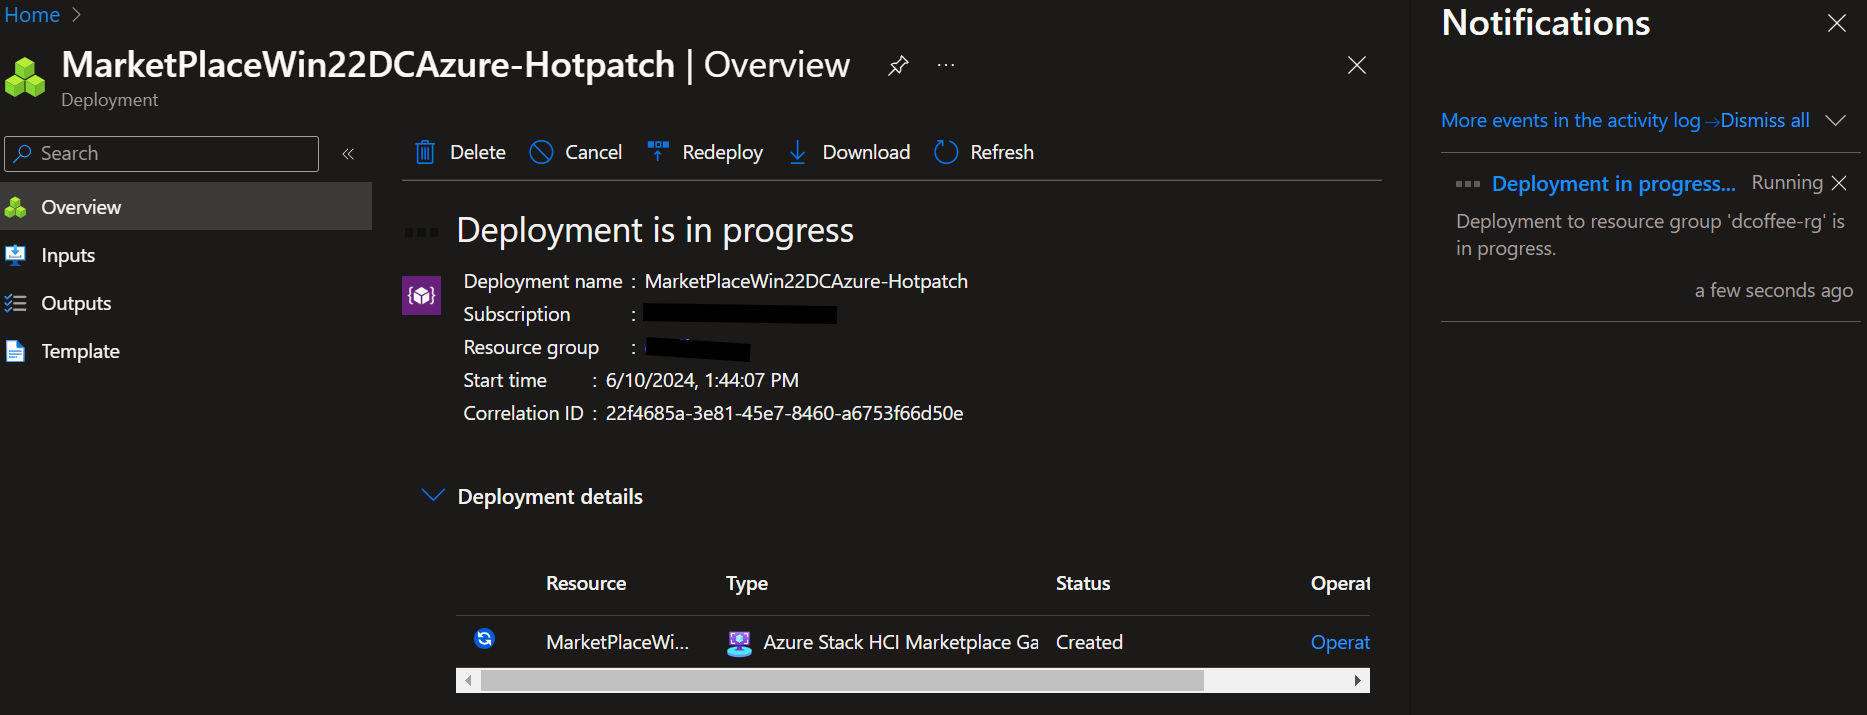 Home
MarketPlaceWin22DCAzure-Hotpatch | Overview
Deployment
Search
Overview
Inputs
Outputs
Template
Delete Cancel Redeploy Download Refresh
Deployment is in progress
Deployment name : MarketPlaceWin22DCAzure-Hotpatch
Subscription :
Resource group :
Start time : 6/10/2024, 1:44:07 PM
Correlation ID : 22f4685a-3e81-45e7-8460-a6753f66d50e
Deployment details
Resource Type Status Operat
MarketPlaceWi... Azure Stack HCI Marketplace Ga Created Operat
Notifications
More events in the activity log → Dismiss all
Deployment in progress... Running
Deployment to resource group 'dcoffee-rg' is
in progress.
a few seconds ago